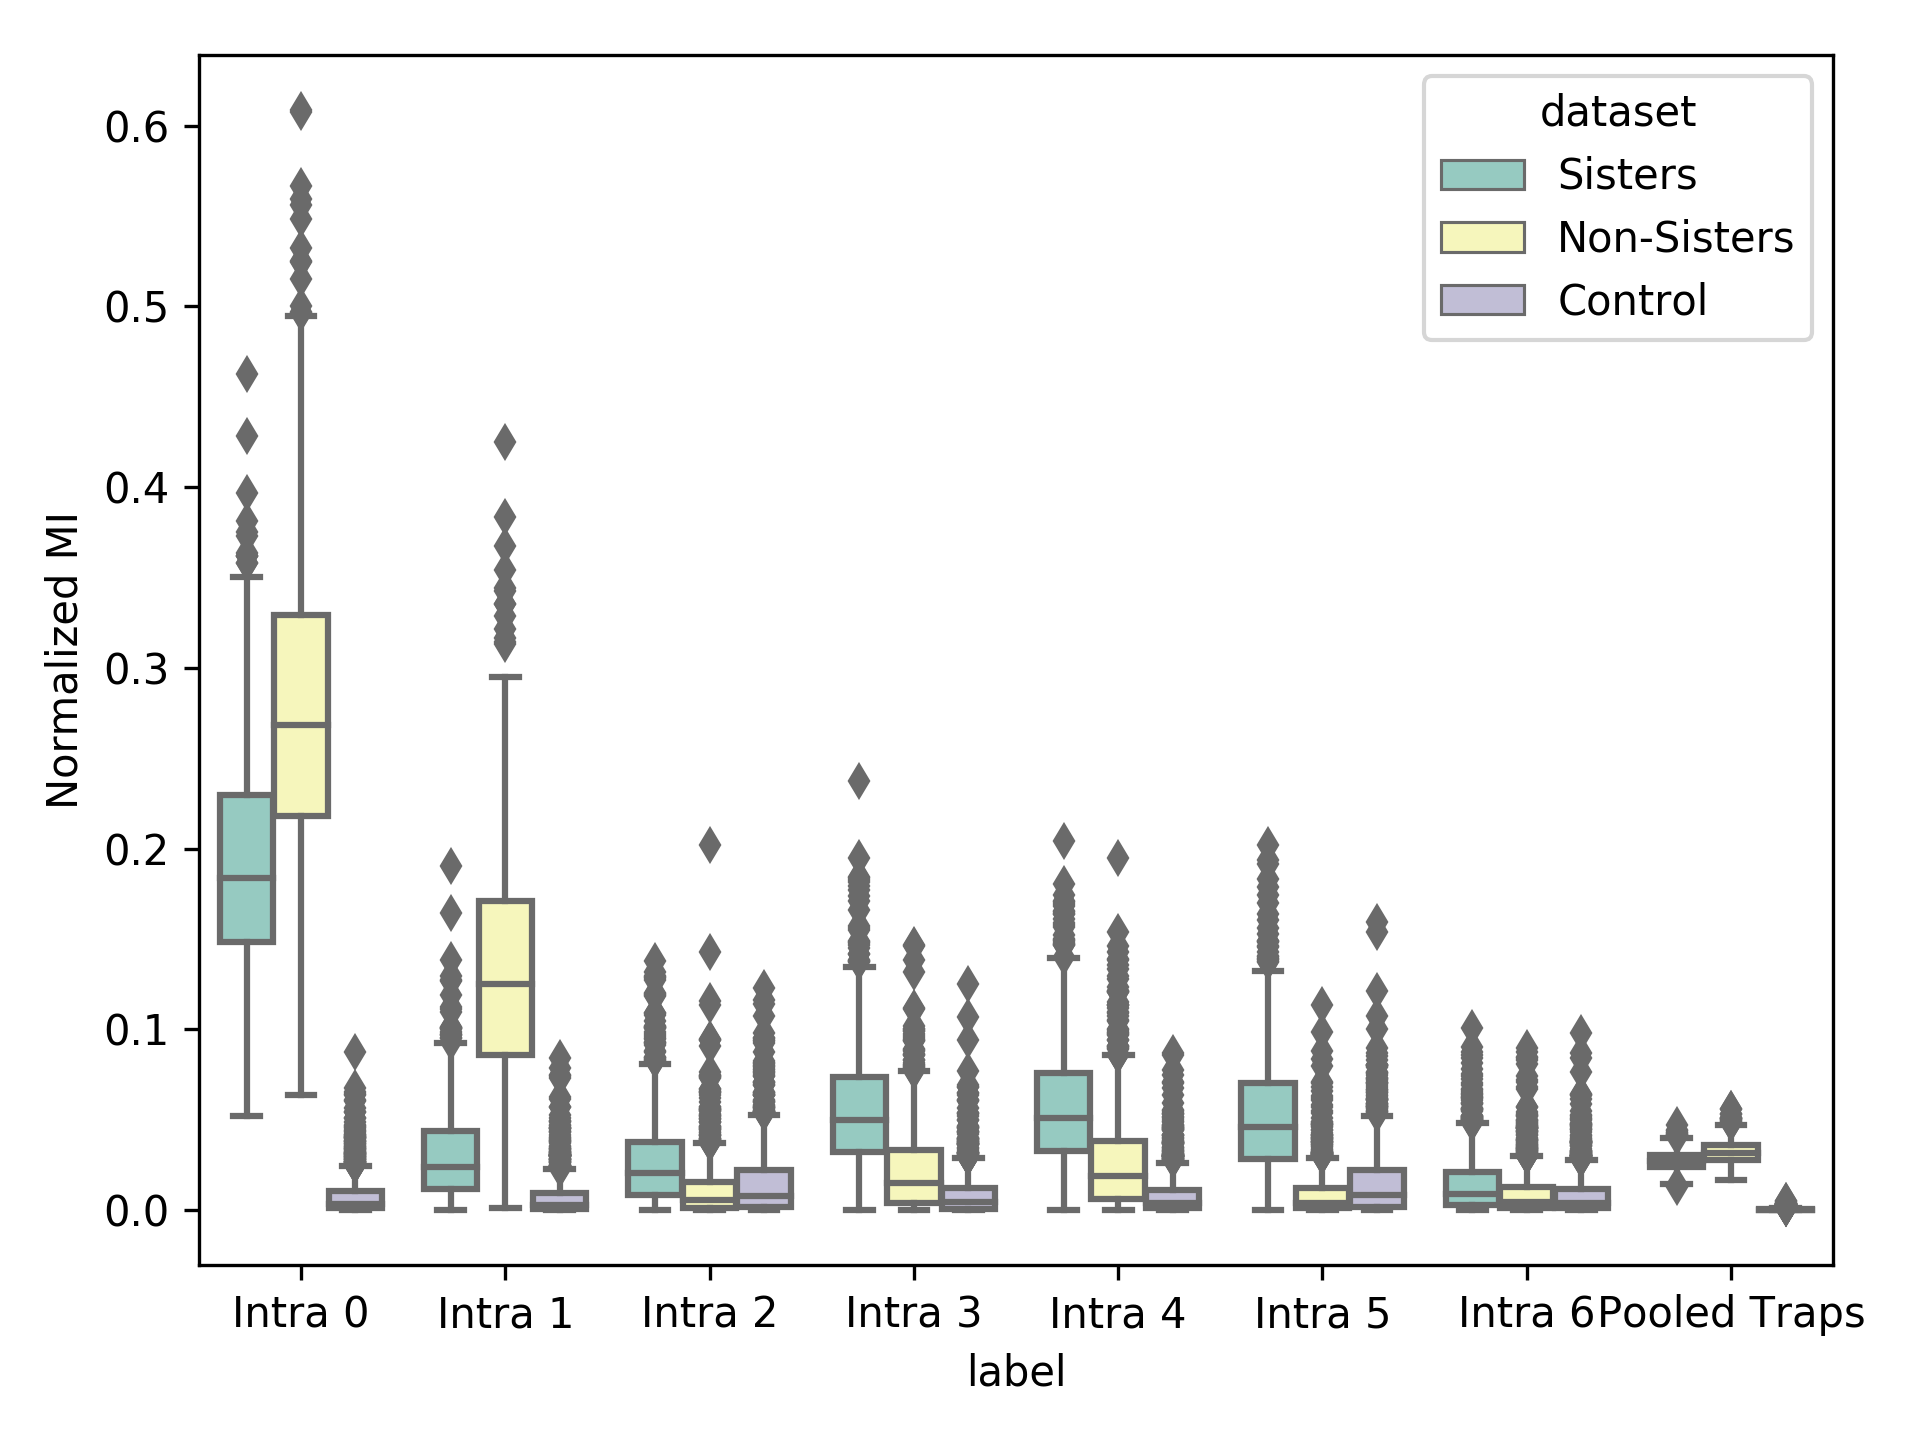 dataset
Sisters
Non-Sisters
Control
Normalized MI
0.6
0.5
0.4
0.3
0.2
0.1
0.0
Intra 0 Intra 1 Intra 2 Intra 3 Intra 4 Intra 5 Intra 6 Pooled Traps
label